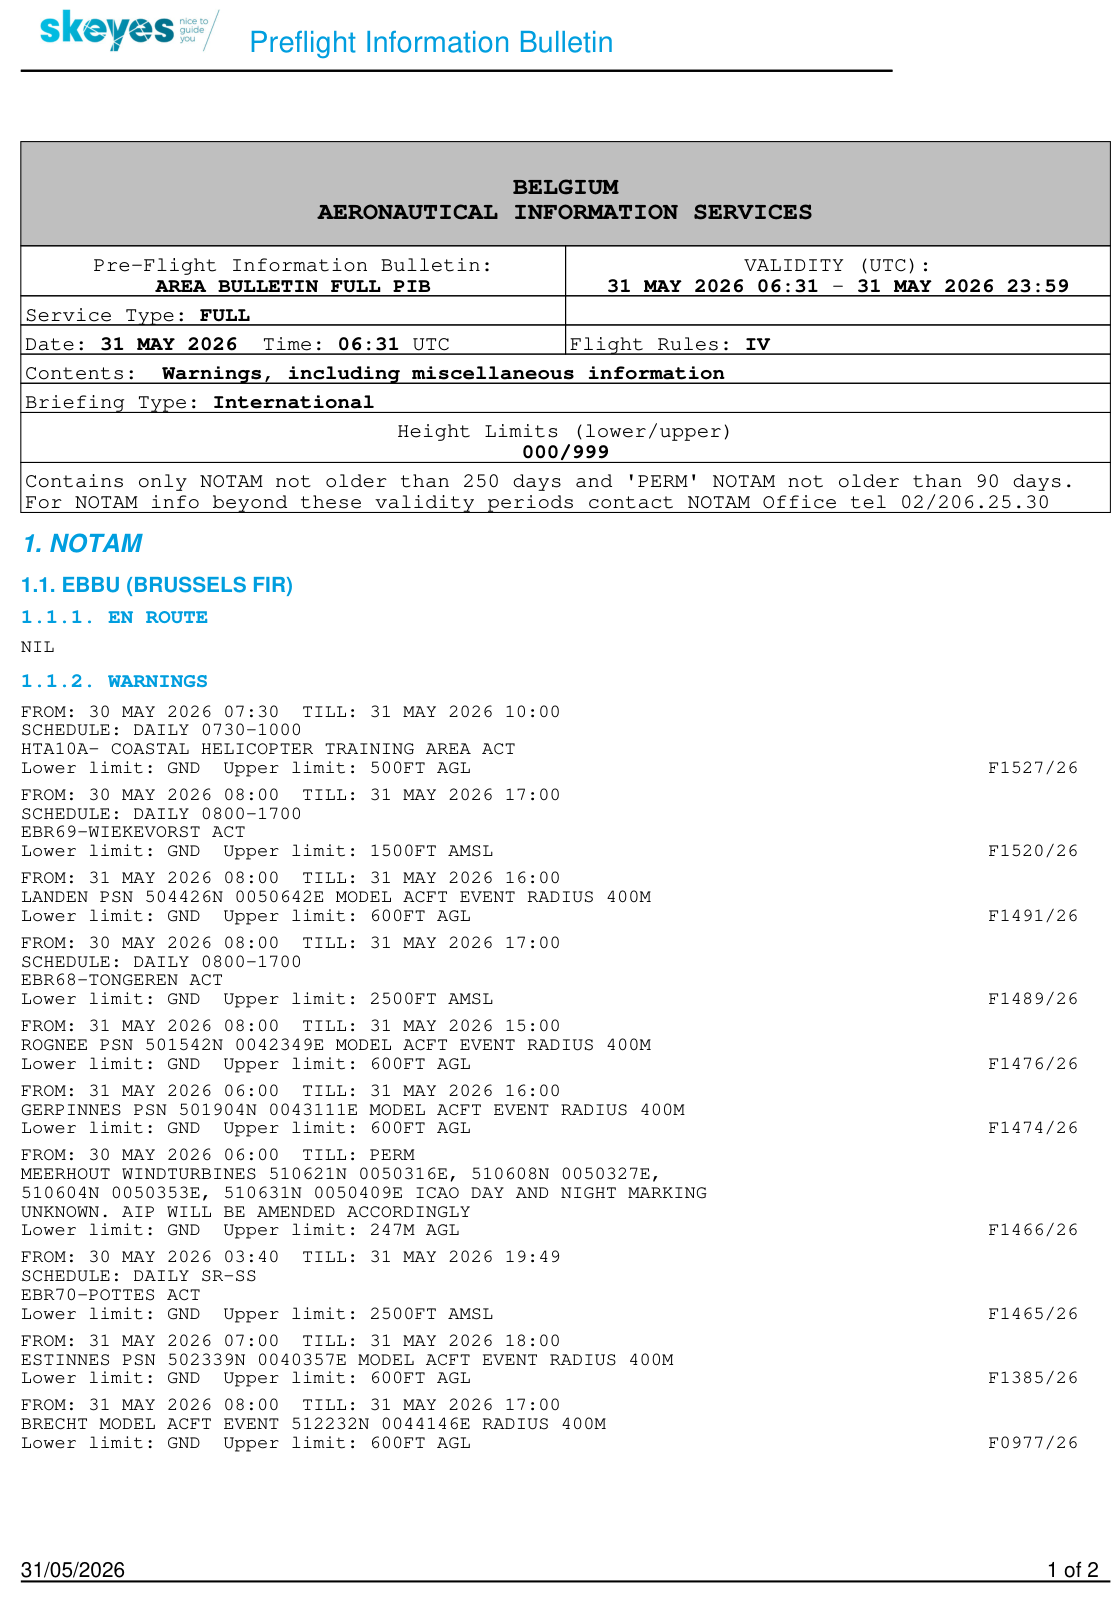 skeyes nice to guide you
Preflight Information Bulletin
BELGIUM
AERONAUTICAL INFORMATION SERVICES
Pre-Flight Information Bulletin:
AREA BULLETIN FULL PIB
VALIDITY (UTC):
31 MAY 2026 06:31 - 31 MAY 2026 23:59
Service Type: FULL
Date: 31 MAY 2026  Time: 06:31 UTC
Flight Rules: IV
Contents:  Warnings, including miscellaneous information
Briefing Type: International
Height Limits (lower/upper)
000/999
Contains only NOTAM not older than 250 days and 'PERM' NOTAM not older than 90 days.
For NOTAM info beyond these validity periods contact NOTAM Office tel 02/206.25.30
1. NOTAM
1.1. EBBU (BRUSSELS FIR)
1.1.1. EN ROUTE
NIL
1.1.2. WARNINGS
FROM: 30 MAY 2026 07:30  TILL: 31 MAY 2026 10:00
SCHEDULE: DAILY 0730-1000
HTA10A- COASTAL HELICOPTER TRAINING AREA ACT
Lower limit: GND  Upper limit: 500FT AGL F1527/26
FROM: 30 MAY 2026 08:00  TILL: 31 MAY 2026 17:00
SCHEDULE: DAILY 0800-1700
EBR69-WIEKEVORST ACT
Lower limit: GND  Upper limit: 1500FT AMSL F1520/26
FROM: 31 MAY 2026 08:00  TILL: 31 MAY 2026 16:00
LANDEN PSN 504426N 0050642E MODEL ACFT EVENT RADIUS 400M
Lower limit: GND  Upper limit: 600FT AGL F1491/26
FROM: 30 MAY 2026 08:00  TILL: 31 MAY 2026 17:00
SCHEDULE: DAILY 0800-1700
EBR68-TONGEREN ACT
Lower limit: GND  Upper limit: 2500FT AMSL F1489/26
FROM: 31 MAY 2026 08:00  TILL: 31 MAY 2026 15:00
ROGNEE PSN 501542N 0042349E MODEL ACFT EVENT RADIUS 400M
Lower limit: GND  Upper limit: 600FT AGL F1476/26
FROM: 31 MAY 2026 06:00  TILL: 31 MAY 2026 16:00
GERPINNES PSN 501904N 0043111E MODEL ACFT EVENT RADIUS 400M
Lower limit: GND  Upper limit: 600FT AGL F1474/26
FROM: 30 MAY 2026 06:00  TILL: PERM
MEERHOUT WINDTURBINES 510621N 0050316E, 510608N 0050327E,
510604N 0050353E, 510631N 0050409E ICAO DAY AND NIGHT MARKING
UNKNOWN. AIP WILL BE AMENDED ACCORDINGLY
Lower limit: GND  Upper limit: 247M AGL F1466/26
FROM: 30 MAY 2026 03:40  TILL: 31 MAY 2026 19:49
SCHEDULE: DAILY SR-SS
EBR70-POTTES ACT
Lower limit: GND  Upper limit: 2500FT AMSL F1465/26
FROM: 31 MAY 2026 07:00  TILL: 31 MAY 2026 18:00
ESTINNES PSN 502339N 0040357E MODEL ACFT EVENT RADIUS 400M
Lower limit: GND  Upper limit: 600FT AGL F1385/26
FROM: 31 MAY 2026 08:00  TILL: 31 MAY 2026 17:00
BRECHT MODEL ACFT EVENT 512232N 0044146E RADIUS 400M
Lower limit: GND  Upper limit: 600FT AGL F0977/26
31/05/2026 1 of 2